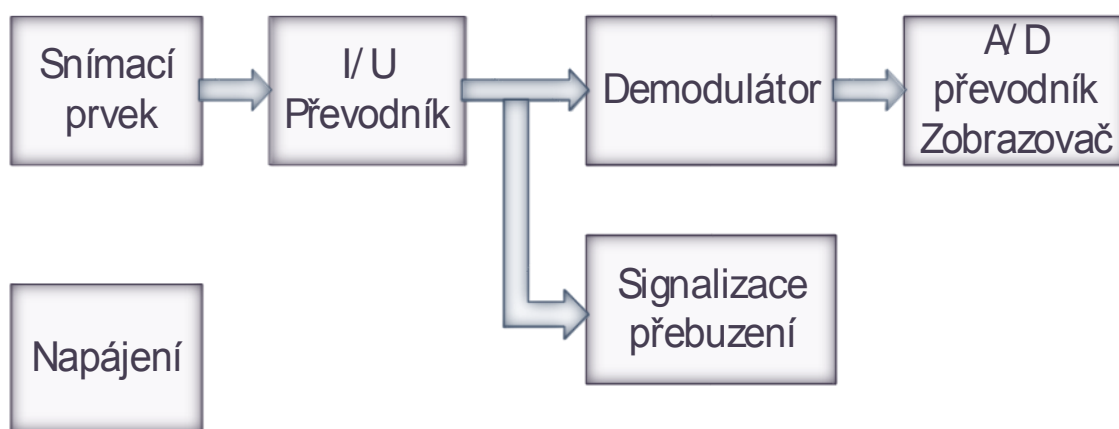 Snímací
prvek
I/U
Převodník
Demodulátor
A/D
převodník
Zobrazovač
Signalizace
přebuzení
Napájení